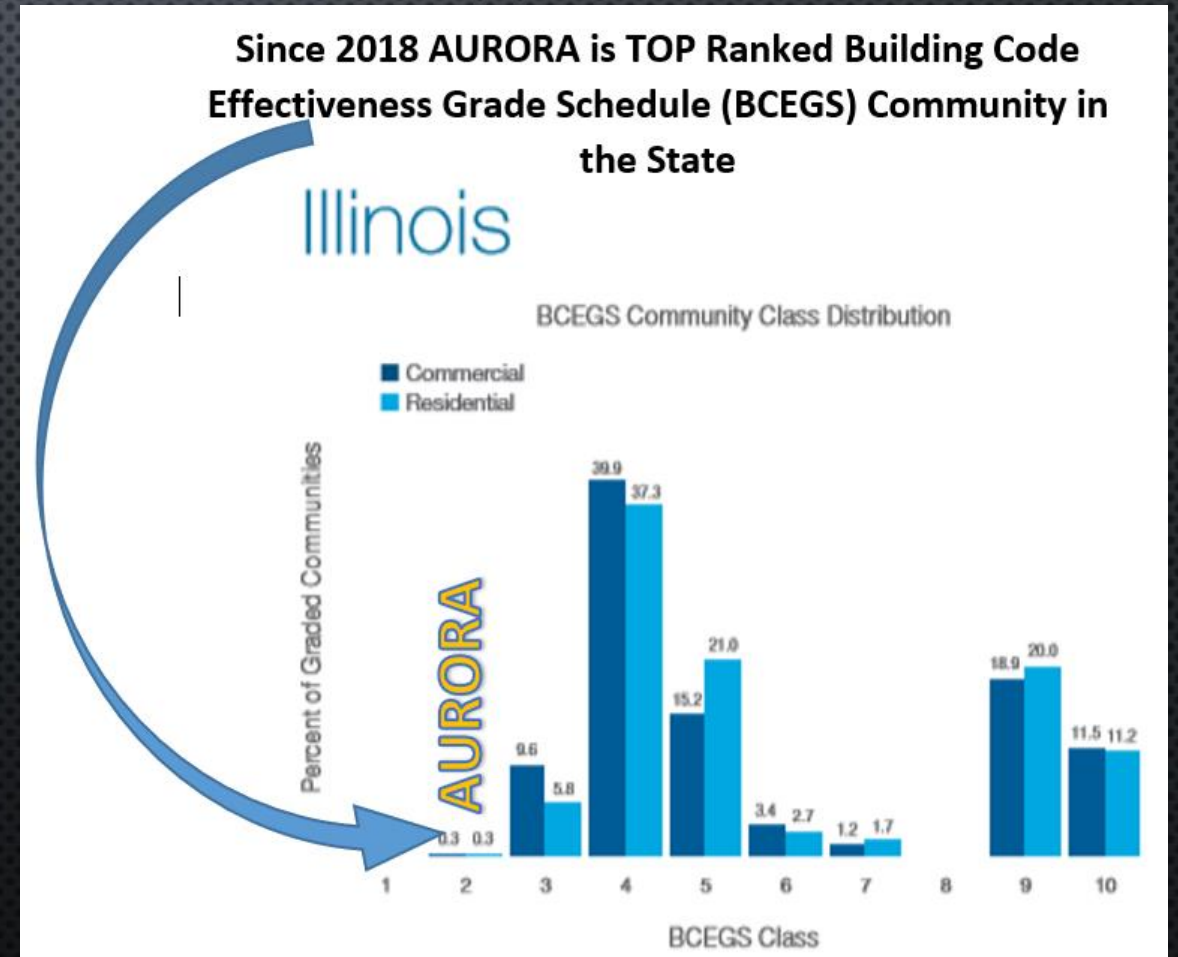 Since 2018 AURORA is TOP Ranked Building Code
Effectiveness Grade Schedule (BCEGS) Community in
the State
Illinois
BCEGS Community Class Distribution
Commercial
Residential
Percent of Graded Communities
AURORA
0.3 0.3
9.6
5.8
39.9
37.3
15.2
21.0
3.4
2.7
1.2
1.7
18.9
20.0
11.5
11.2
1 2 3 4 5 6 7 8 9 10
BCEGS Class